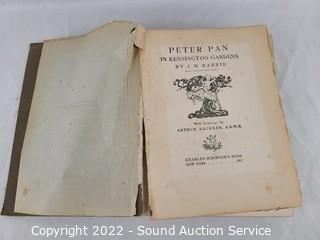 PETER PAN
IN KENSINGTON GARDENS
BY J. M. BARRIE
With Drawings by
ARTHUR RACKHAM, A.R.W.S.
CHARLES SCRIBNER'S SONS
NEW YORK
Copyright © 2022 - Sound Auction Service